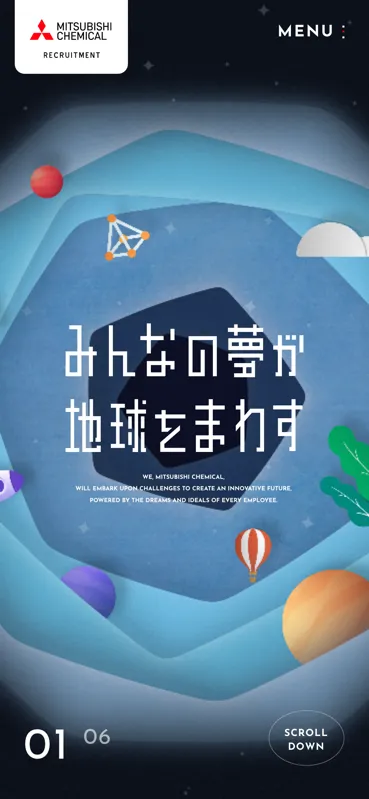 MITSUBISHI
CHEMICAL
RECRUITMENT
MENU
みんなの夢が
地球をまわす
WE, MITSUBISHI CHEMICAL,
WILL EMBARK UPON CHALLENGES TO CREATE AN INNOVATIVE FUTURE,
POWERED BY THE DREAMS AND IDEALS OF EVERY EMPLOYEE.
01 06
SCROLL
DOWN